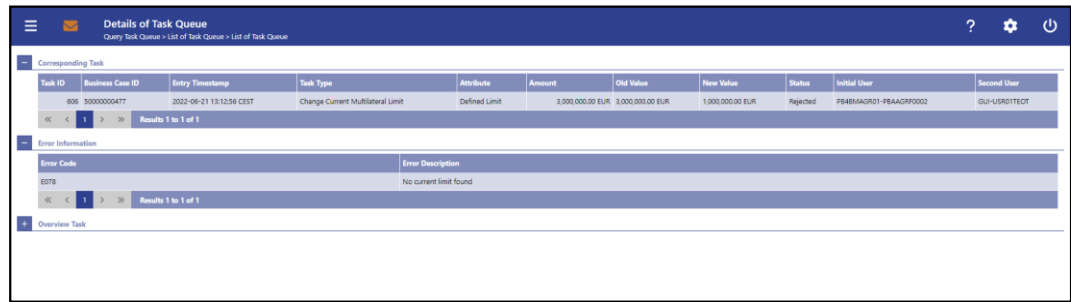 Details of Task Queue
Query Task Queue > List of Task Queue > List of Task Queue
?
Corresponding Task
Task ID Business Case ID Entry Timestamp Task Type Attribute Amount Old Value New Value Status Initial User Second User
606 50000000477 2022-06-21 13:12:56 CEST Change Current Multilateral Limit Defined Limit 3,000,000.00 EUR 3,000,000.00 EUR 1,000,000.00 EUR Rejected PB4BMAGR01-PBAAGRP0002 GUI-USR01TEOT
« < 1 > » Results 1 to 1 of 1
Error Information
Error Code Error Description
E078 No current limit found
« < 1 > » Results 1 to 1 of 1
Overview Task